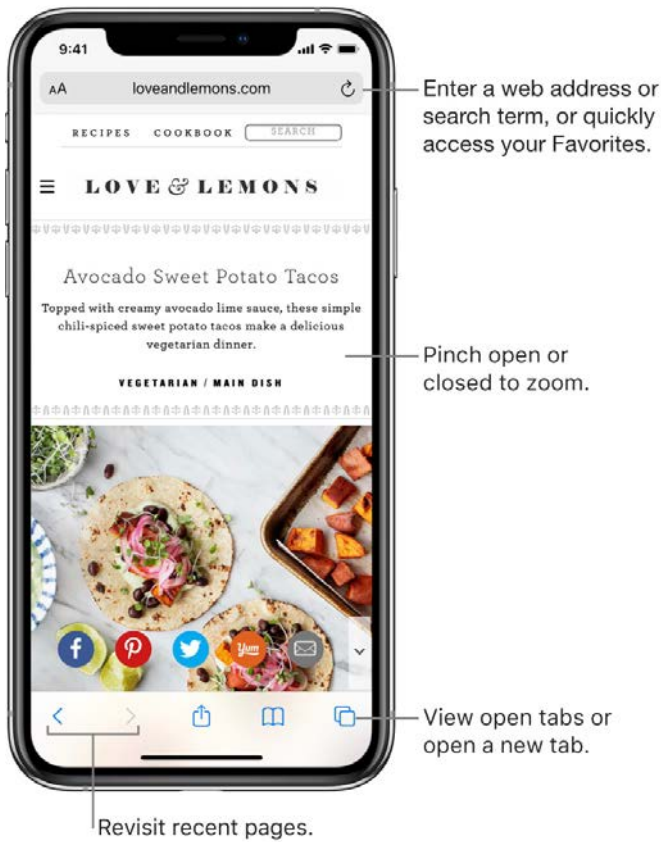 9:41
AA loveandlemons.com
Enter a web address or
search term, or quickly
access your Favorites.
RECIPES COOKBOOK SEARCH
LOVE & LEMONS
Avocado Sweet Potato Tacos
Topped with creamy avocado lime sauce, these simple
chili-spiced sweet potato tacos make a delicious
vegetarian dinner.
Pinch open or
closed to zoom.
VEGETARIAN / MAIN DISH
f Yum
View open tabs or
open a new tab.
Revisit recent pages.